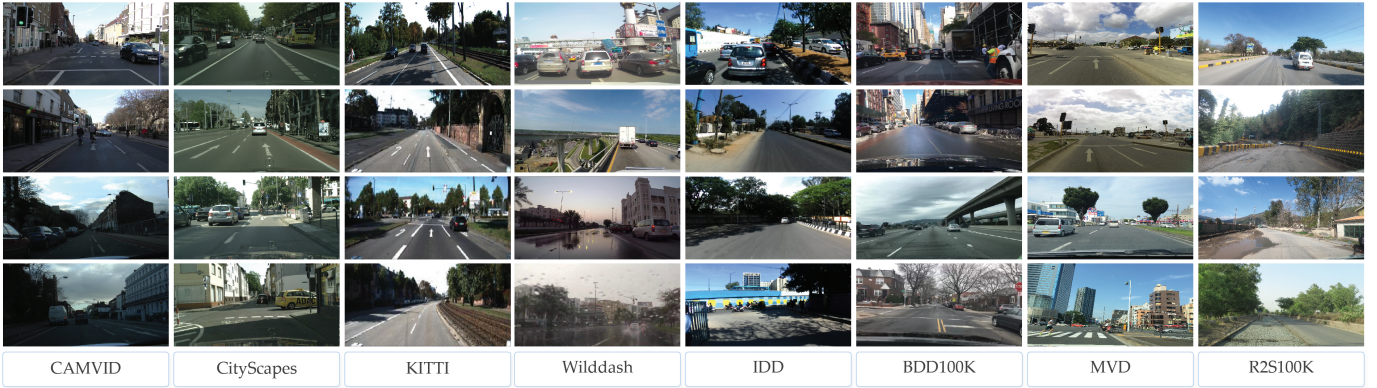 CAMVID
CityScapes
KITTI
Wilddash
IDD
BDD100K
MVD
R2S100K